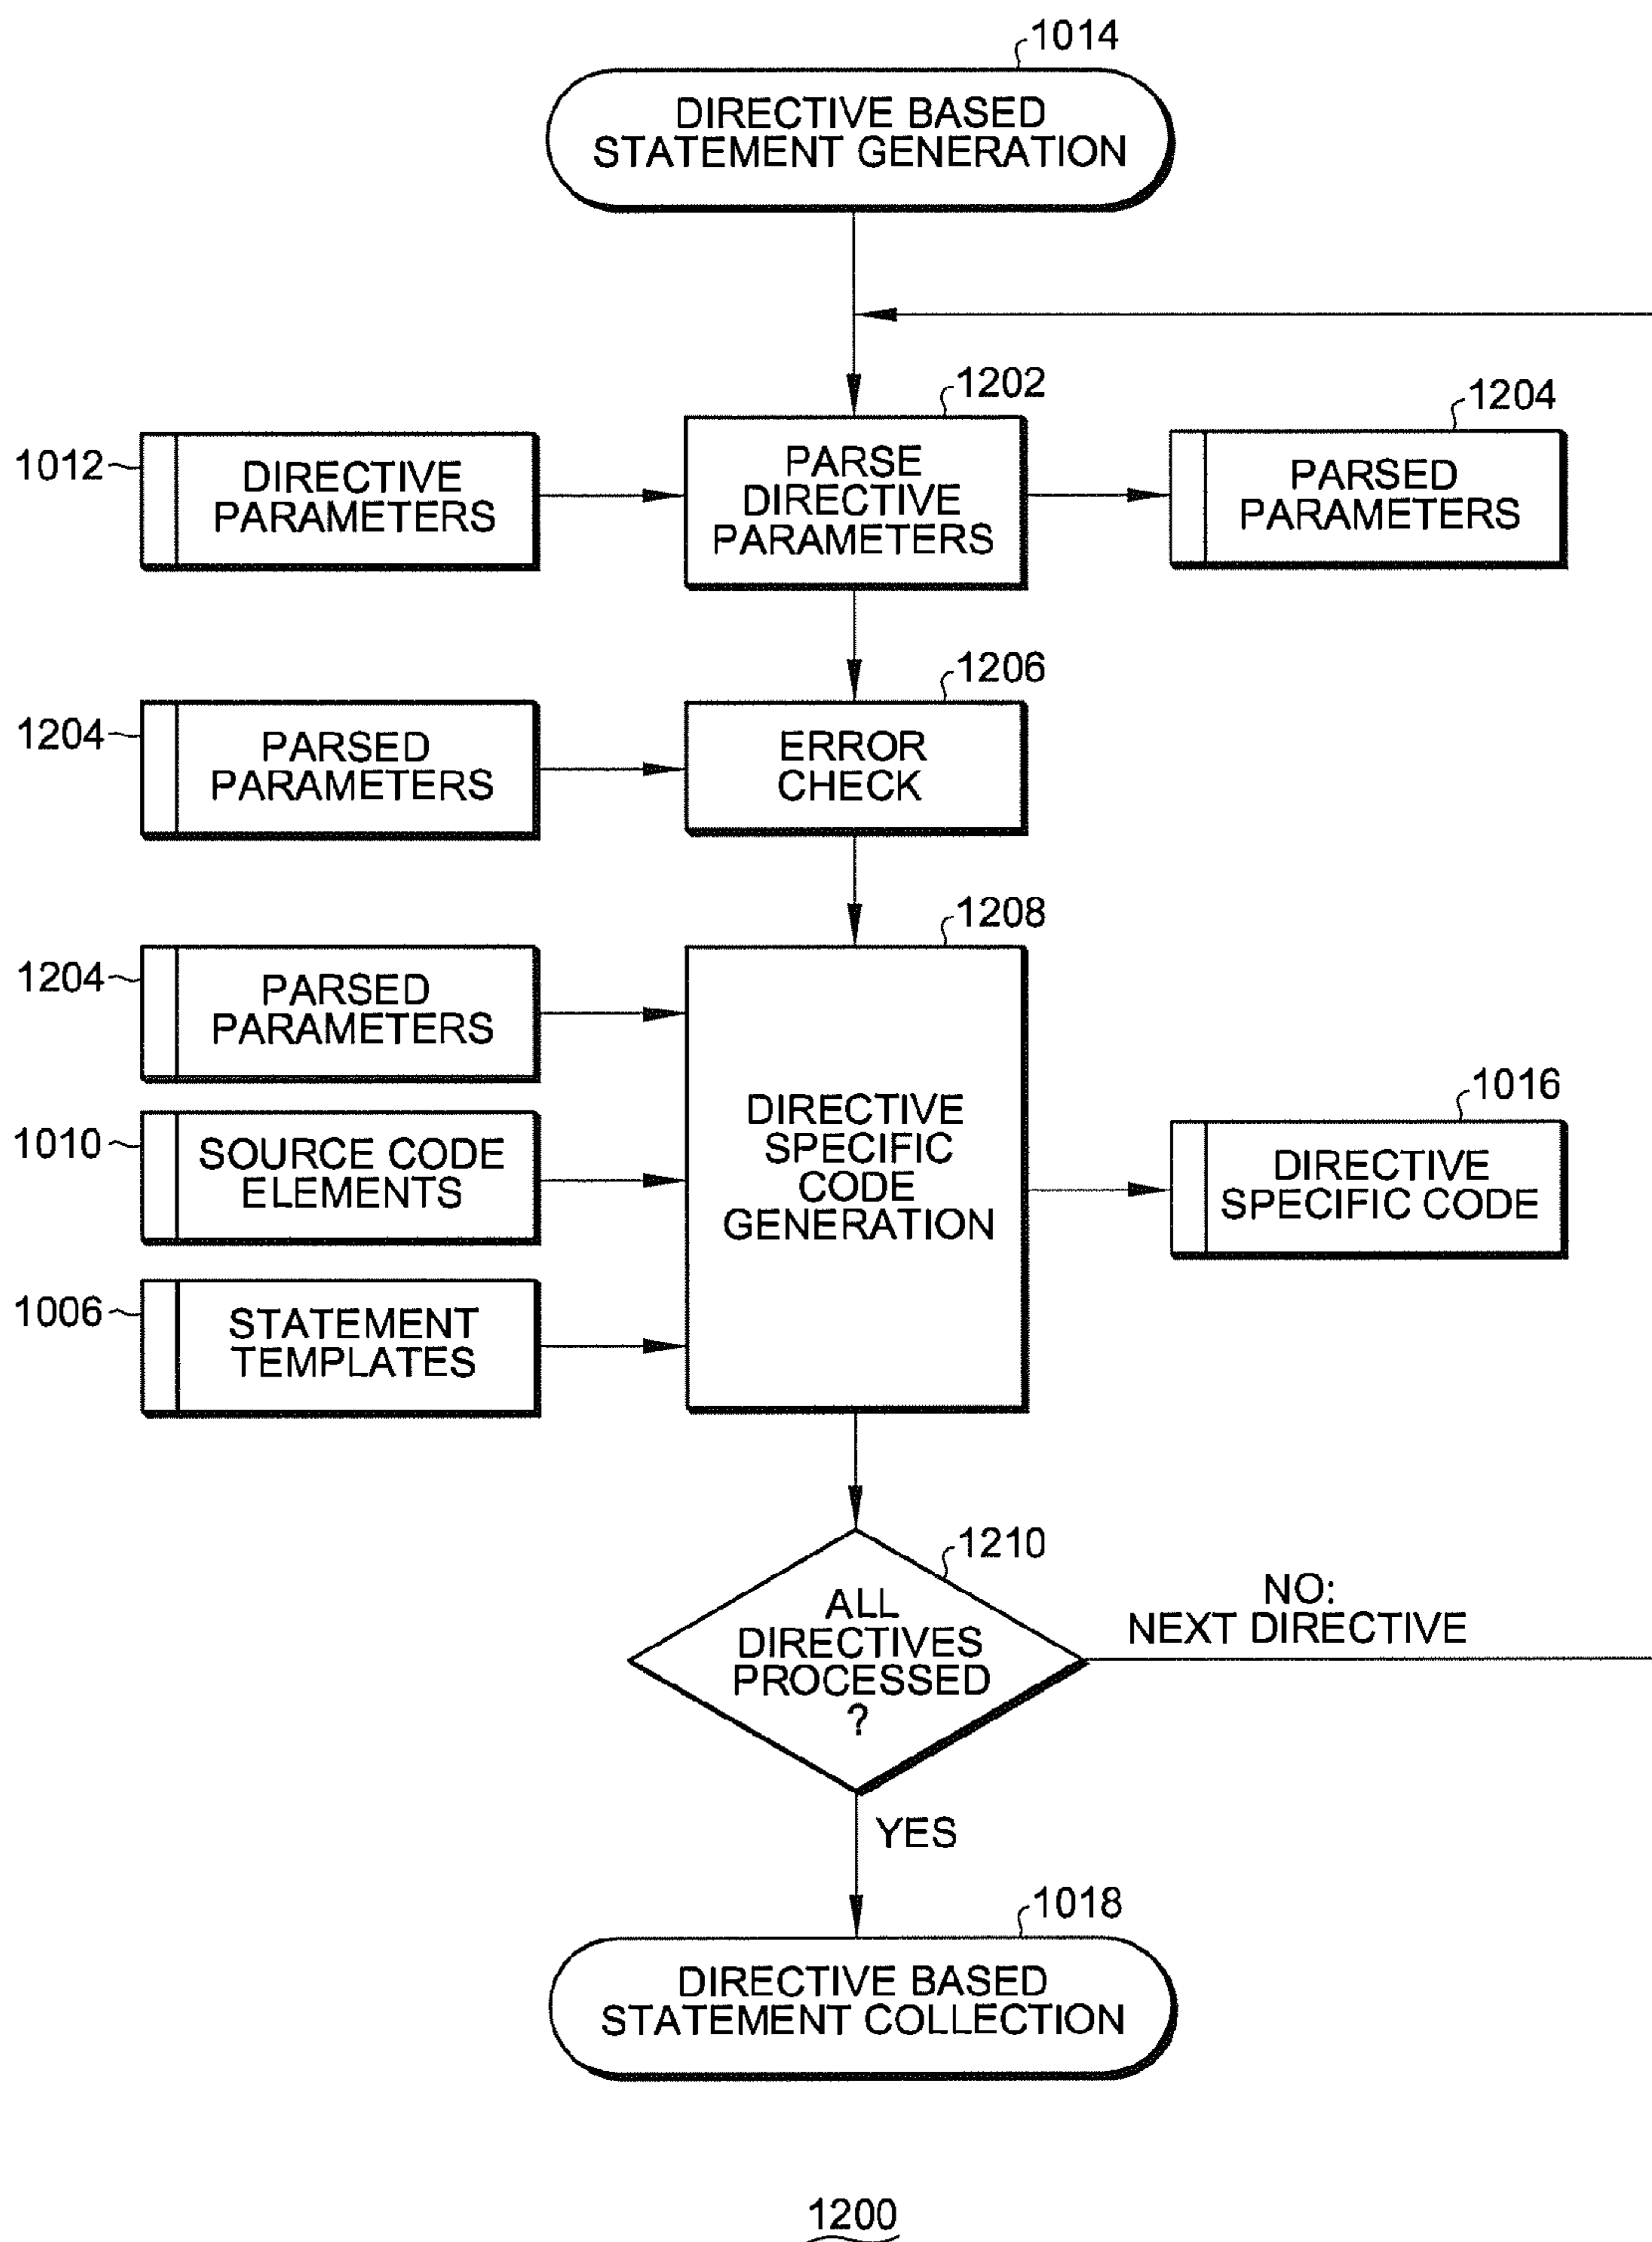 1014
DIRECTIVE BASED
STATEMENT GENERATION
1202
1204
1012
DIRECTIVE
PARAMETERS
PARSE
DIRECTIVE
PARAMETERS
PARSED
PARAMETERS
1206
1204
PARSED
PARAMETERS
ERROR
CHECK
1208
1204
PARSED
PARAMETERS
1010
SOURCE CODE
ELEMENTS
1006
STATEMENT
TEMPLATES
DIRECTIVE
SPECIFIC
CODE
GENERATION
1016
DIRECTIVE
SPECIFIC CODE
1210
ALL
DIRECTIVES
PROCESSED
?
NO:
NEXT DIRECTIVE
YES
1018
DIRECTIVE BASED
STATEMENT COLLECTION
1200